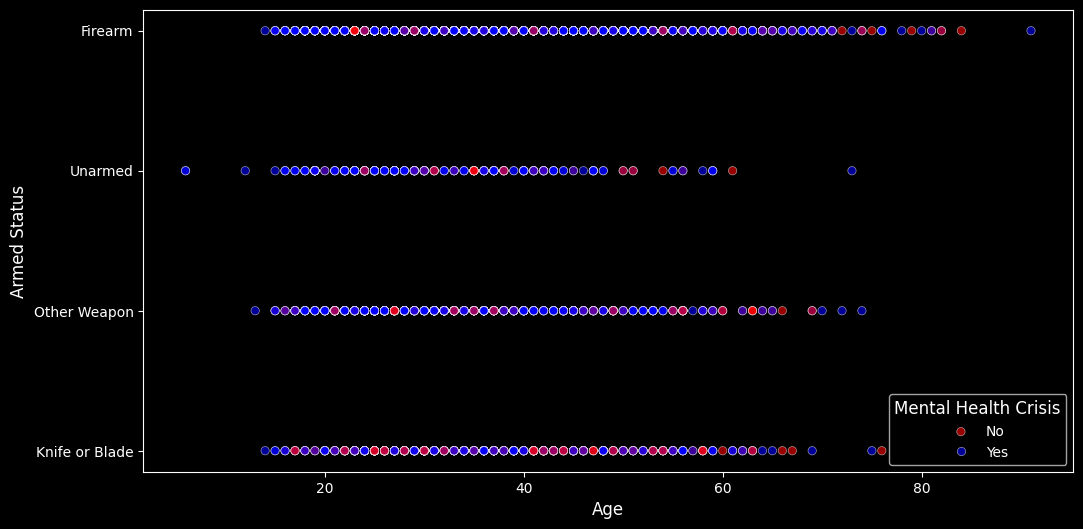 Firearm
Unarmed
Other Weapon
Knife or Blade
Armed Status
Mental Health Crisis
No
Yes
20
40
60
80
Age